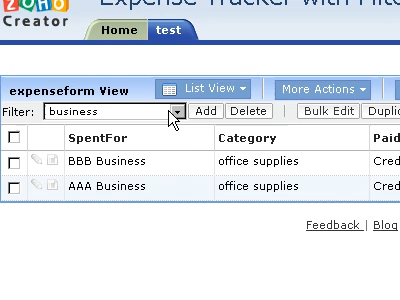 ZOHO
Creator
Expense Tracker with Filte
Home test
expenseform View List View More Actions
Filter: business Add Delete | Bulk Edit Duplic
SpentFor Category Paid
BBB Business office supplies Cred
AAA Business office supplies Cred
Feedback | Blog